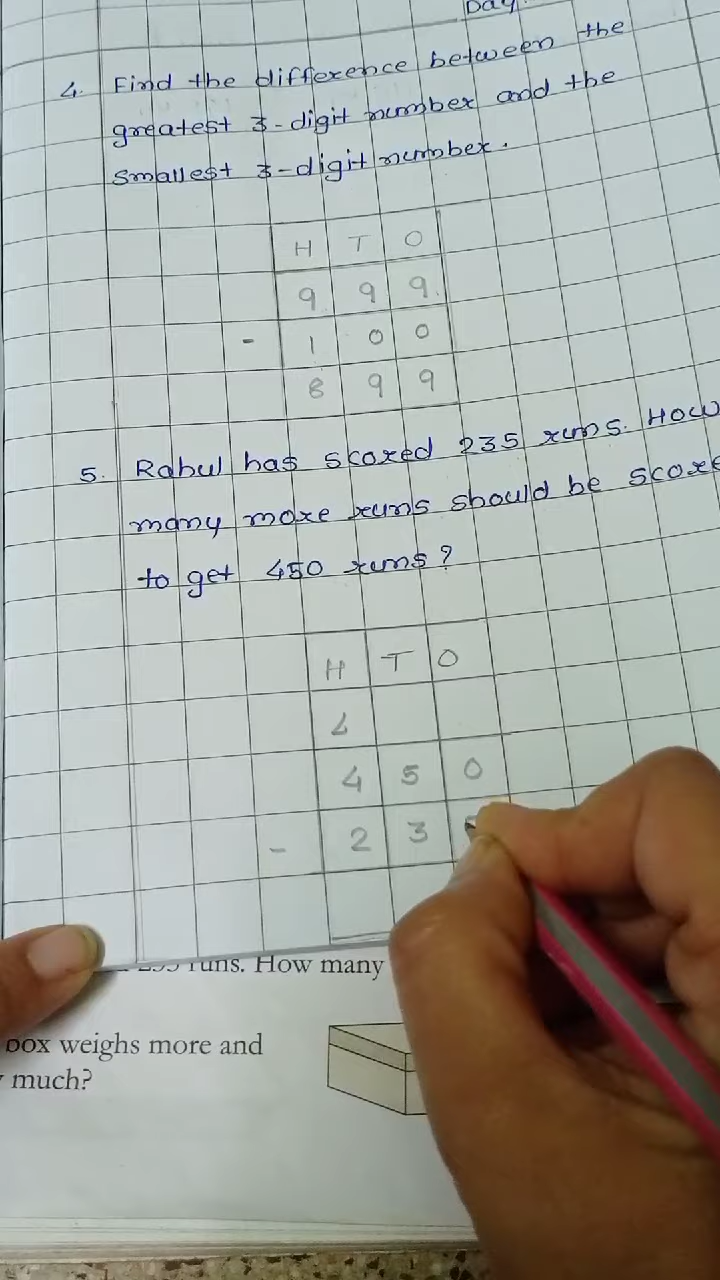 Day
4. Find the difference between the
greatest 3-digit number and the
smallest 3-digit number.
H T O
9 9 9
- 1 0 0
8 9 9
5. Rahul has scored 235 runs. How
many more runs should be score
to get 450 runs?
H T O
4
4 5 0
- 2 3
runs. How many
box weighs more and
much?